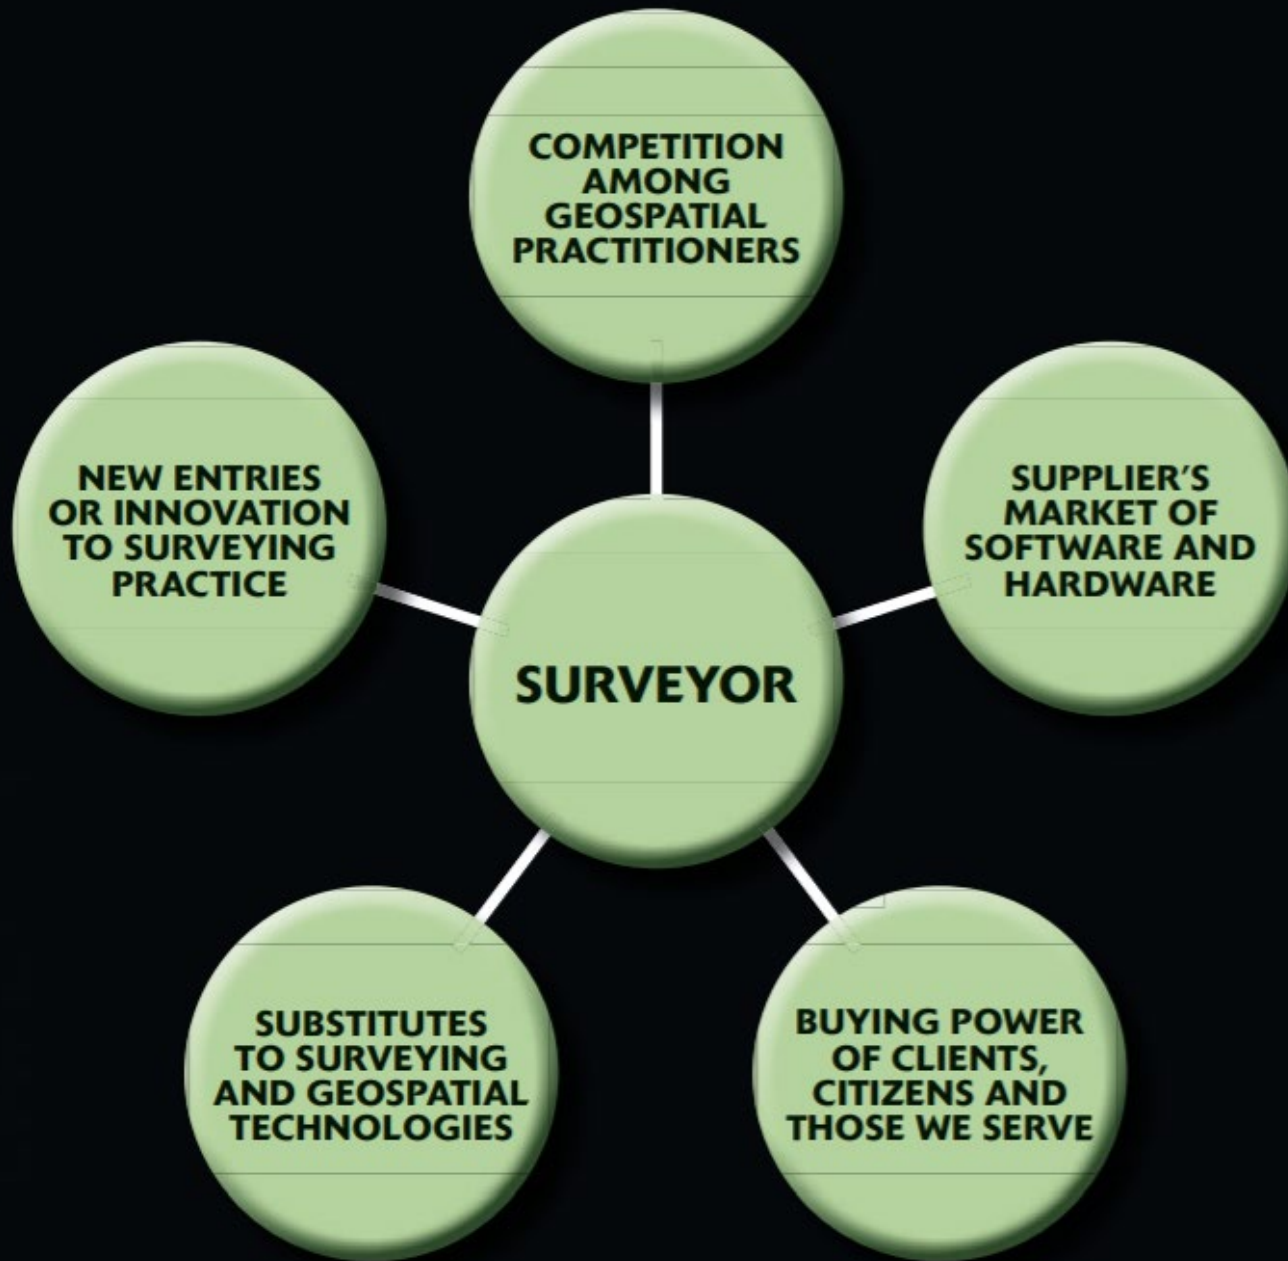 COMPETITION
AMONG
GEOSPATIAL
PRACTITIONERS
NEW ENTRIES
OR INNOVATION
TO SURVEYING
PRACTICE
SUPPLIER’S
MARKET OF
SOFTWARE AND
HARDWARE
SURVEYOR
SUBSTITUTES
TO SURVEYING
AND GEOSPATIAL
TECHNOLOGIES
BUYING POWER
OF CLIENTS,
CITIZENS AND
THOSE WE SERVE